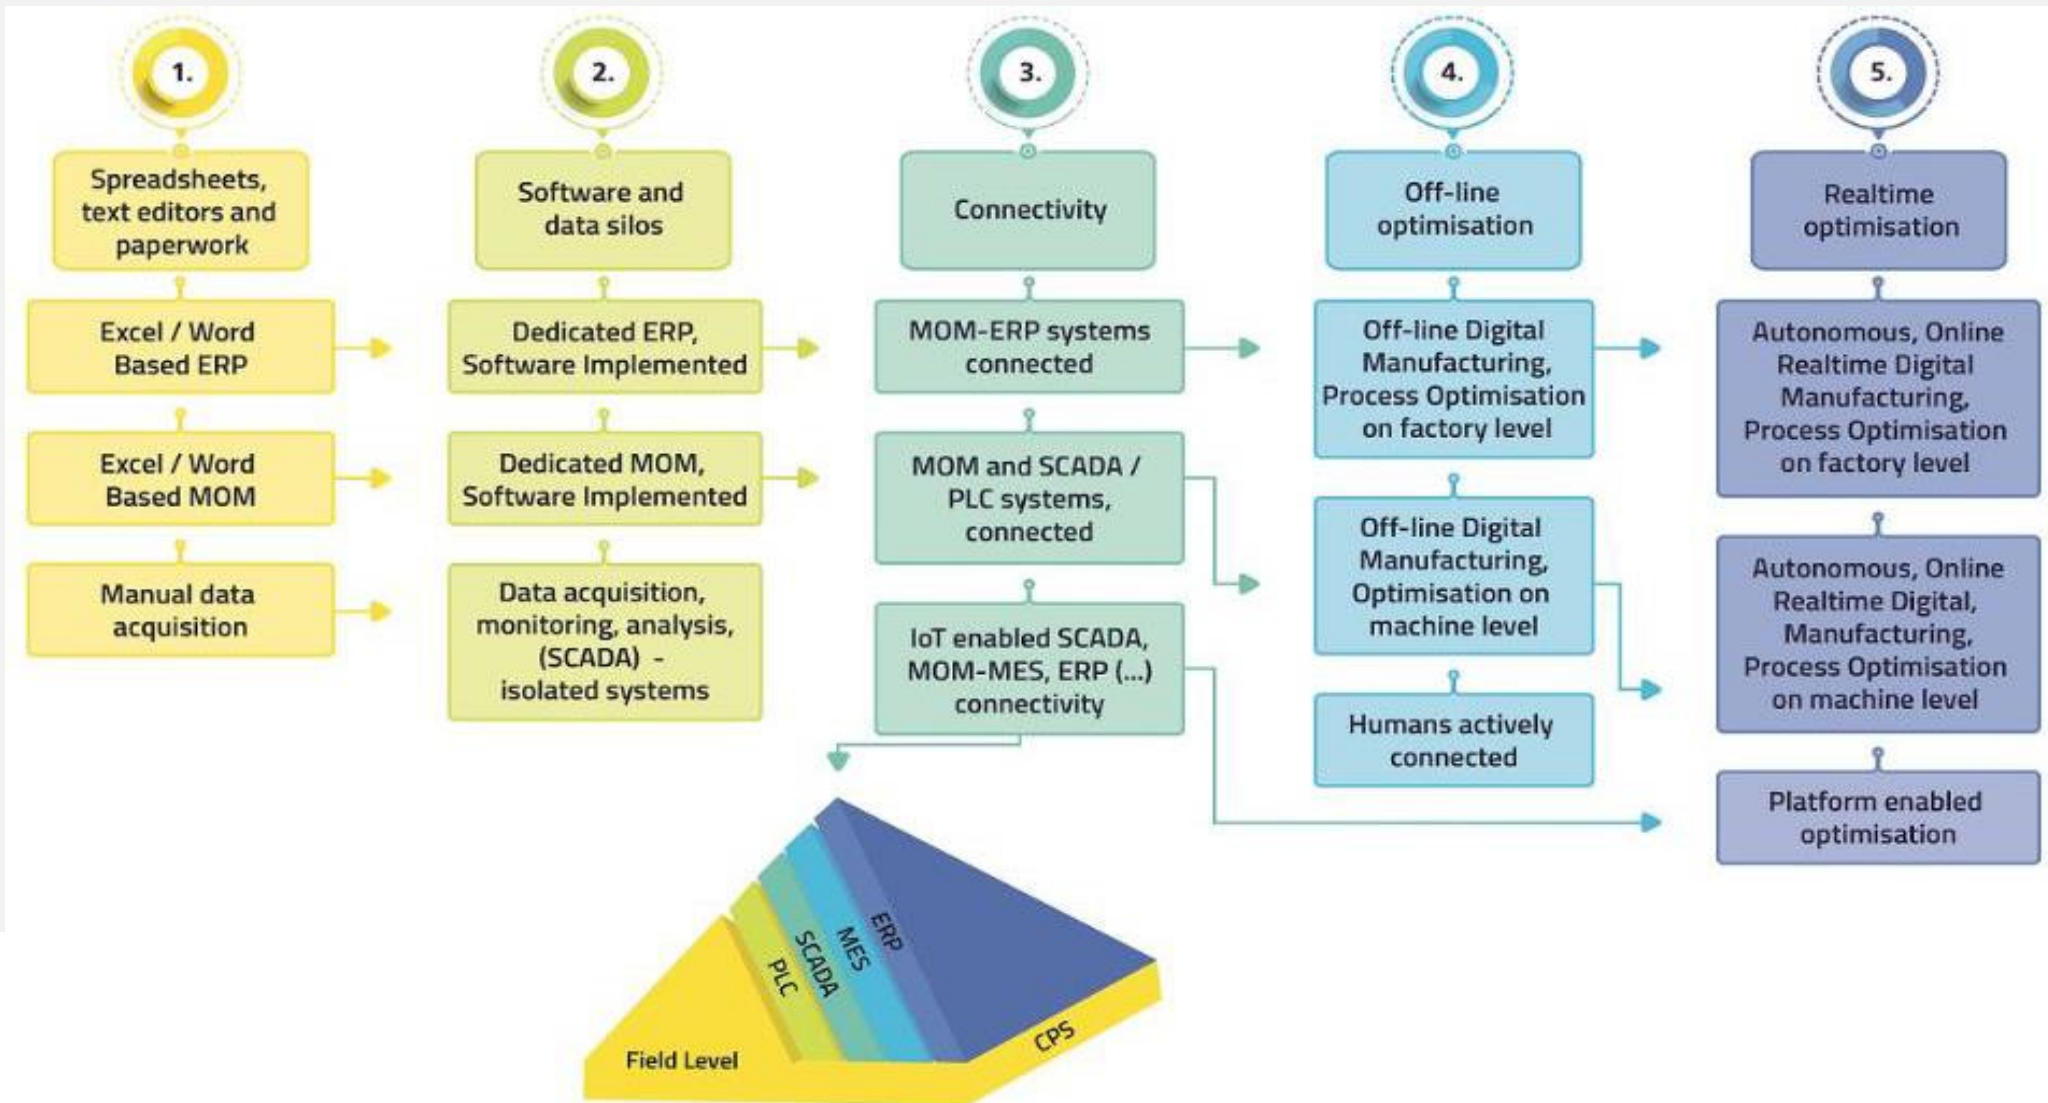 1.
Spreadsheets,
text editors and
paperwork
Excel / Word
Based ERP
Excel / Word
Based MOM
Manual data
acquisition
2.
Software and
data silos
Dedicated ERP,
Software Implemented
Dedicated MOM,
Software Implemented
Data acquisition,
monitoring, analysis,
(SCADA) -
isolated systems
3.
Connectivity
MOM-ERP systems
connected
MOM and SCADA /
PLC systems,
connected
IoT enabled SCADA,
MOM-MES, ERP (...)
connectivity
4.
Off-line
optimisation
Off-line Digital
Manufacturing,
Process Optimisation
on factory level
Off-line Digital
Manufacturing,
Optimisation on
machine level
Humans actively
connected
5.
Realtime
optimisation
Autonomous, Online
Realtime Digital
Manufacturing,
Process Optimisation
on factory level
Autonomous, Online
Realtime Digital,
Manufacturing,
Process Optimisation
on machine level
Platform enabled
optimisation
Field Level
PLC
SCADA
MES
ERP
CPS